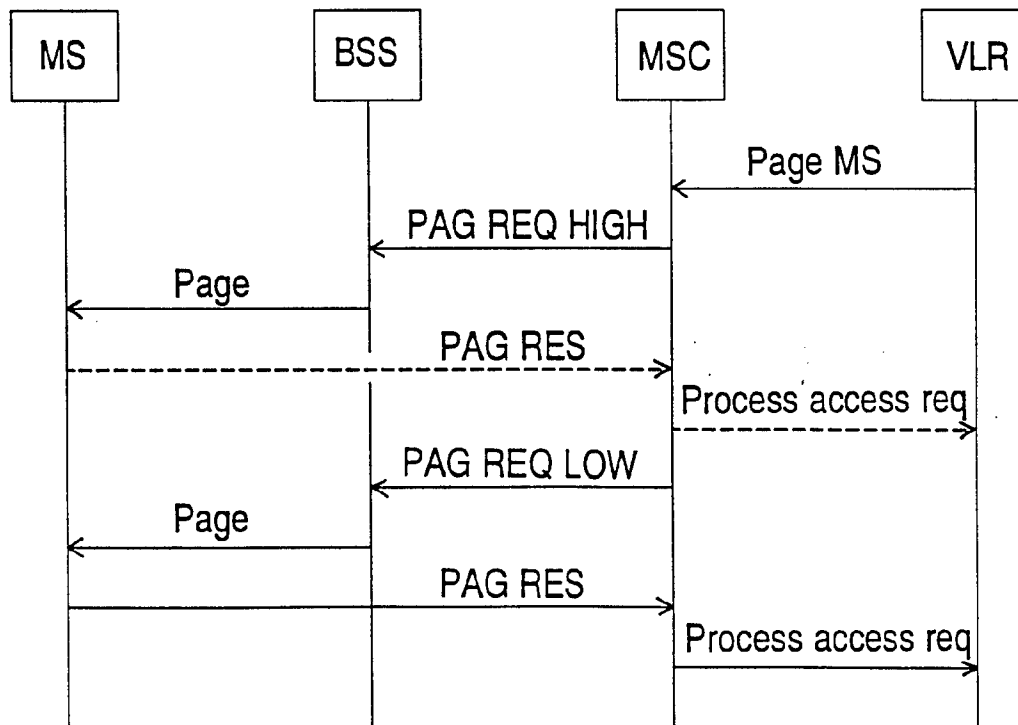 MS BSS MSC VLR
Page MS
PAG REQ HIGH
Page
PAG RES
Process access req
PAG REQ LOW
Page
PAG RES
Process access req